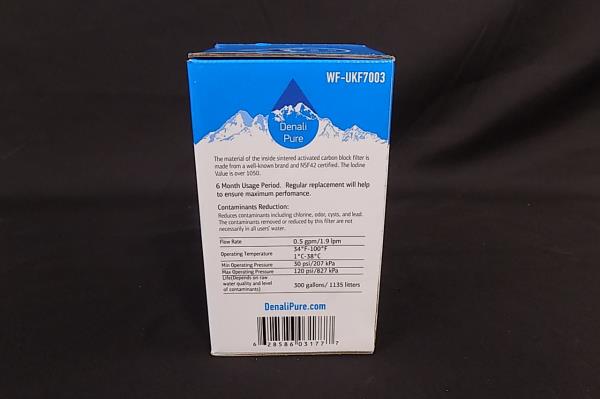 WF-UKF7003
Denali
Pure
The material of the inside sintered activated carbon block filter is
made from a well-known brand and NSF42 certified. The Iodine
Value is over 1050.
6 Month Usage Period. Regular replacement will help
to ensure maximum perfomance.
Contaminants Reduction:
Reduces contaminants including chlorine, odor, cysts, and lead.
The contaminants removed or reduced by this filter are not
necessarily in all users' water.
Flow Rate 0.5 gpm/1.9 lpm
Operating Temperature 34°F-100°F
1°C-38°C
Min Operating Pressure 30 psi/207 kPa
Max Operating Pressure 120 psi/827 kPa
Life(Depends on raw
water quality and level
of contaminants) 300 gallons/ 1135 litters
DenaliPure.com
6 28586 03177 7